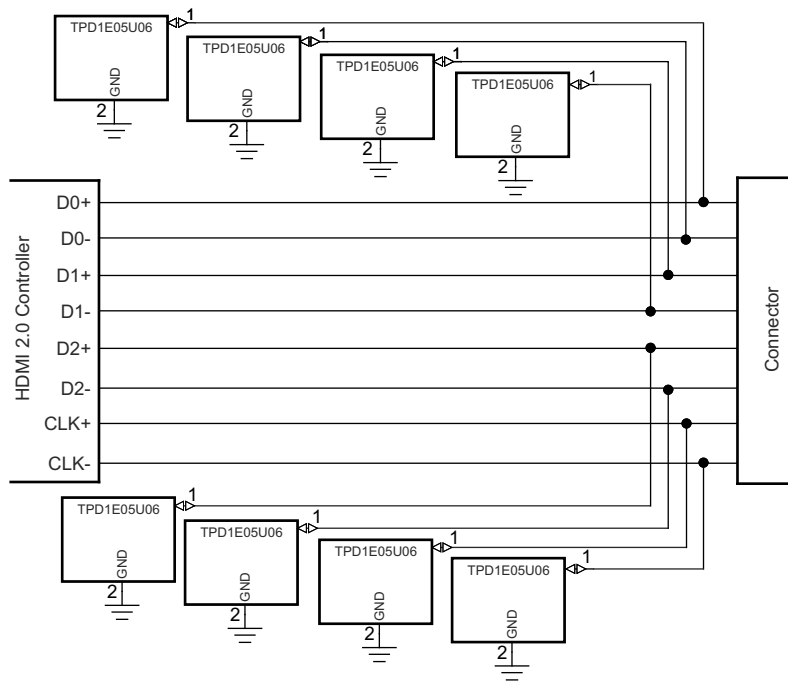 TPD1E05U06
1
GND
2
TPD1E05U06
1
GND
2
TPD1E05U06
1
GND
2
TPD1E05U06
1
GND
2
HDMI 2.0 Controller
D0+
D0-
D1+
D1-
D2+
D2-
CLK+
CLK-
Connector
TPD1E05U06
1
GND
2
TPD1E05U06
1
GND
2
TPD1E05U06
1
GND
2
TPD1E05U06
1
GND
2